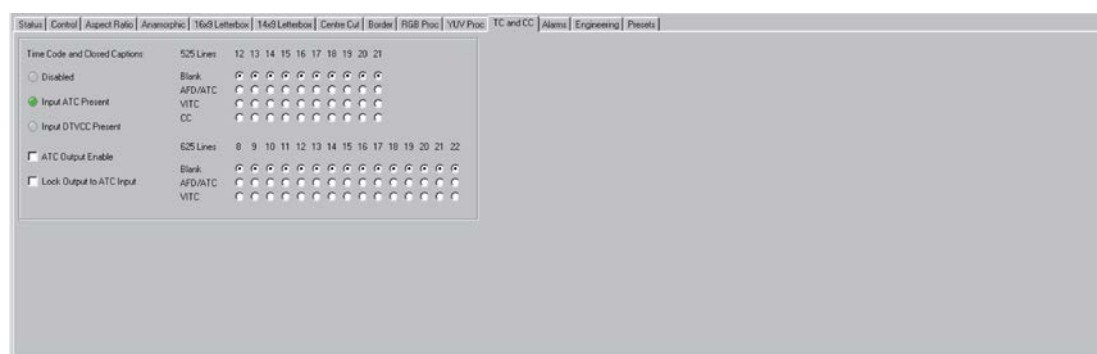 Status Control Aspect Ratio Anamorphic 16x9 Letterbox 14x9 Letterbox Centre Cut Border RGB Proc YUV Proc TC and CC Alarms Engineering Presets
Time Code and Closed Captions 525 Lines 12 13 14 15 16 17 18 19 20 21
Disabled Blank
AFD/ATC
Input ATC Present VITC
CC
Input DTVCC Present
625 Lines 8 9 10 11 12 13 14 15 16 17 18 19 20 21 22
ATC Output Enable
Blank
Lock Output to ATC Input AFD/ATC
VITC